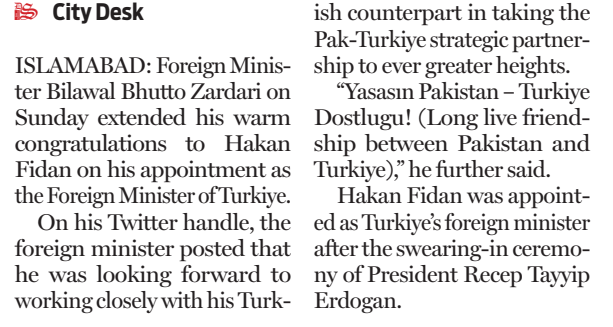 City Desk
ISLAMABAD: Foreign Minis-
ter Bilawal Bhutto Zardari on
Sunday extended his warm
congratulations to Hakan
Fidan on his appointment as
the Foreign Minister of Turkiye.
On his Twitter handle, the
foreign minister posted that
he was looking forward to
working closely with his Turk-
ish counterpart in taking the
Pak-Turkiye strategic partner-
ship to ever greater heights.
“Yasasın Pakistan – Turkiye
Dostlugu! (Long live friend-
ship between Pakistan and
Turkiye),” he further said.
Hakan Fidan was appoint-
ed as Turkiye’s foreign minister
after the swearing-in ceremo-
ny of President Recep Tayyip
Erdogan.